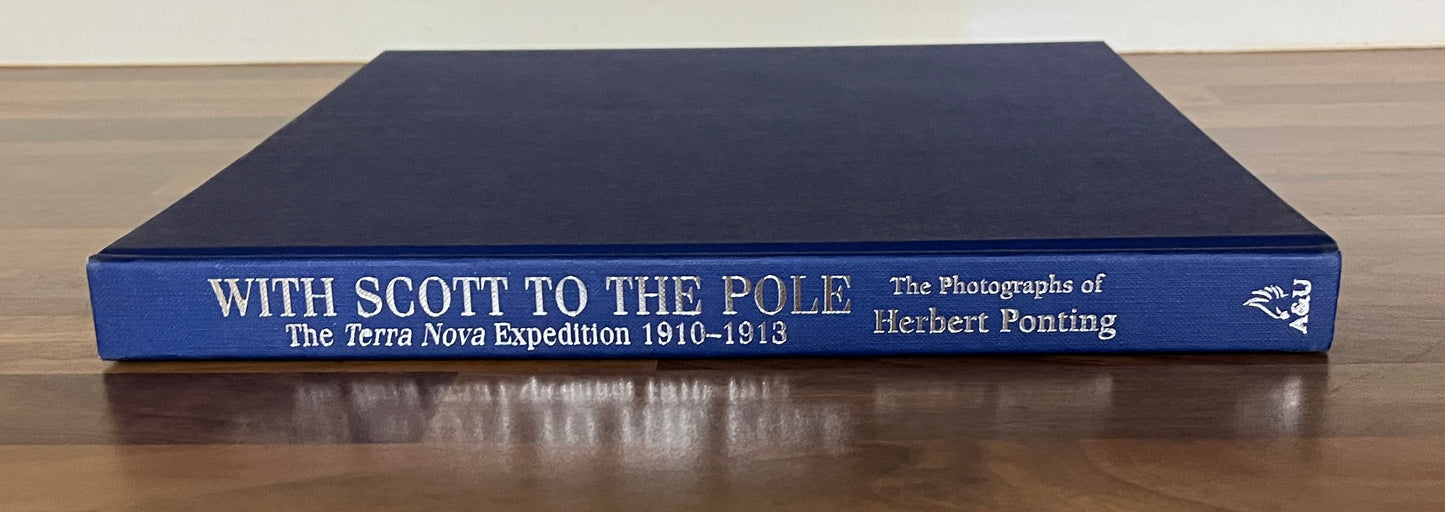 WITH SCOTT TO THE POLE
The Terra Nova Expedition 1910–1913
The Photographs of
Herbert Ponting
A&U